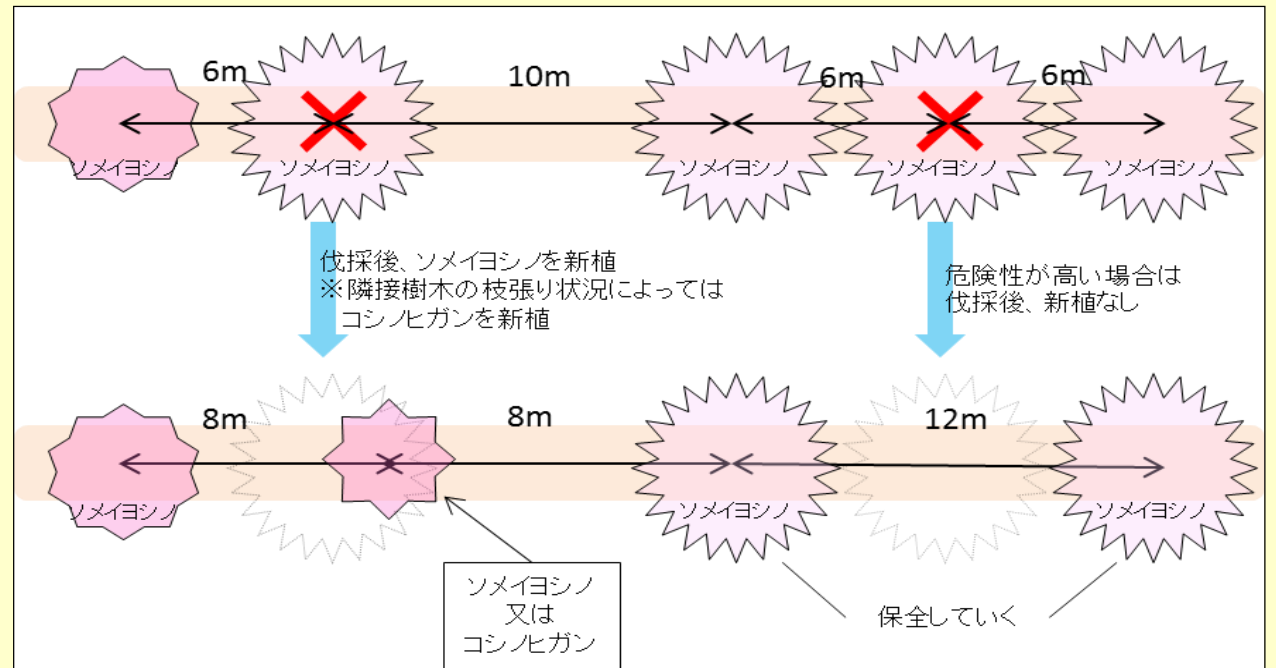 6m
10m
6m
6m
ソメイヨシノ
ソメイヨシノ
ソメイヨシノ
ソメイヨシノ
ソメイヨシノ
伐採後、ソメイヨシノを新植
※隣接樹木の枝張り状況によっては
コシノヒガンを新植
危険性が高い場合は
伐採後、新植なし
8m
8m
12m
ソメイヨシノ
ソメイヨシノ
ソメイヨシノ
ソメイヨシノ
又は
コシノヒガン
保全していく